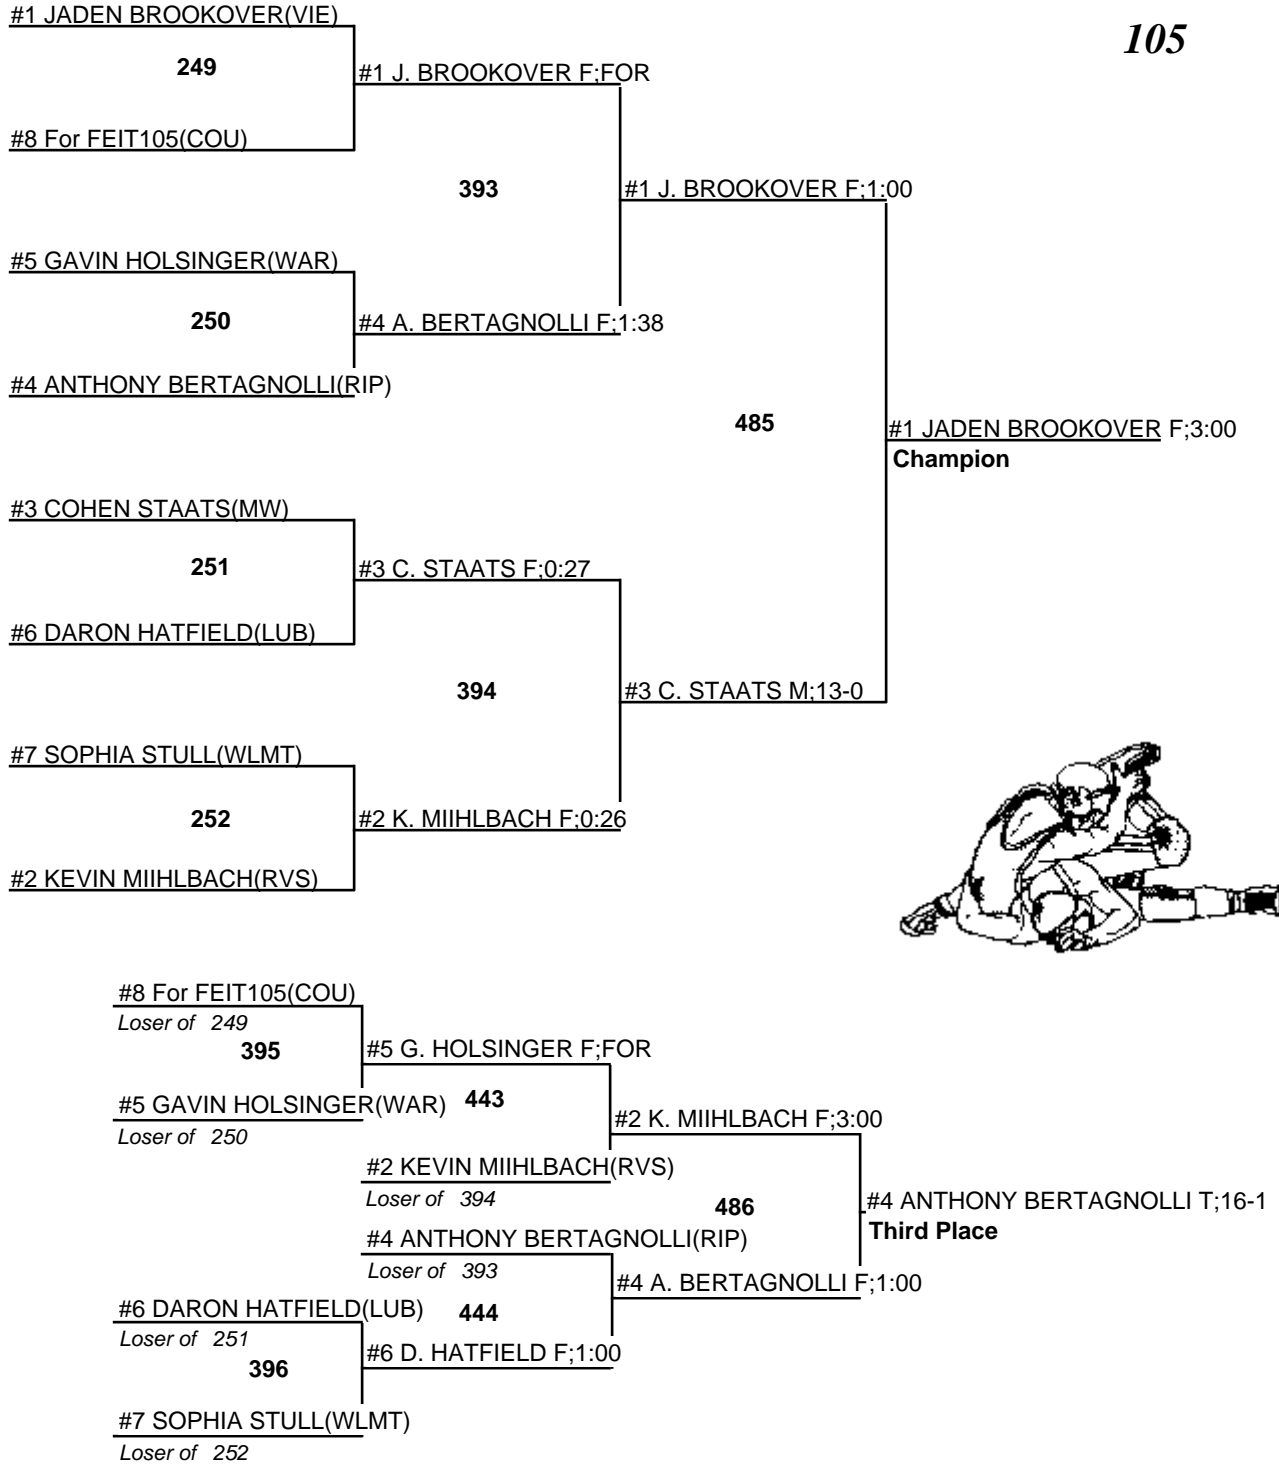 #1 JADEN BROOKOVER(VIE)
105
249
#1 J. BROOKOVER F;FOR
#8 For FEIT105(COU)
393
#1 J. BROOKOVER F;1:00
#5 GAVIN HOLSINGER(WAR)
250
#4 A. BERTAGNOLLI F;1:38
#4 ANTHONY BERTAGNOLLI(RIP)
485
#1 JADEN BROOKOVER F;3:00
Champion
#3 COHEN STAATS(MW)
251
#3 C. STAATS F;0:27
#6 DARON HATFIELD(LUB)
394
#3 C. STAATS M;13-0
#7 SOPHIA STULL(WLMT)
252
#2 K. MIIHLBACH F;0:26
#2 KEVIN MIIHLBACH(RVS)
#8 For FEIT105(COU)
Loser of 249
395
#5 G. HOLSINGER F;FOR
#5 GAVIN HOLSINGER(WAR)
443
Loser of 250
#2 K. MIIHLBACH F;3:00
#2 KEVIN MIIHLBACH(RVS)
Loser of 394
486
#4 ANTHONY BERTAGNOLLI T;16-1
Third Place
#4 ANTHONY BERTAGNOLLI(RIP)
Loser of 393
#4 A. BERTAGNOLLI F;1:00
#6 DARON HATFIELD(LUB)
444
Loser of 251
396
#6 D. HATFIELD F;1:00
#7 SOPHIA STULL(WLMT)
Loser of 252